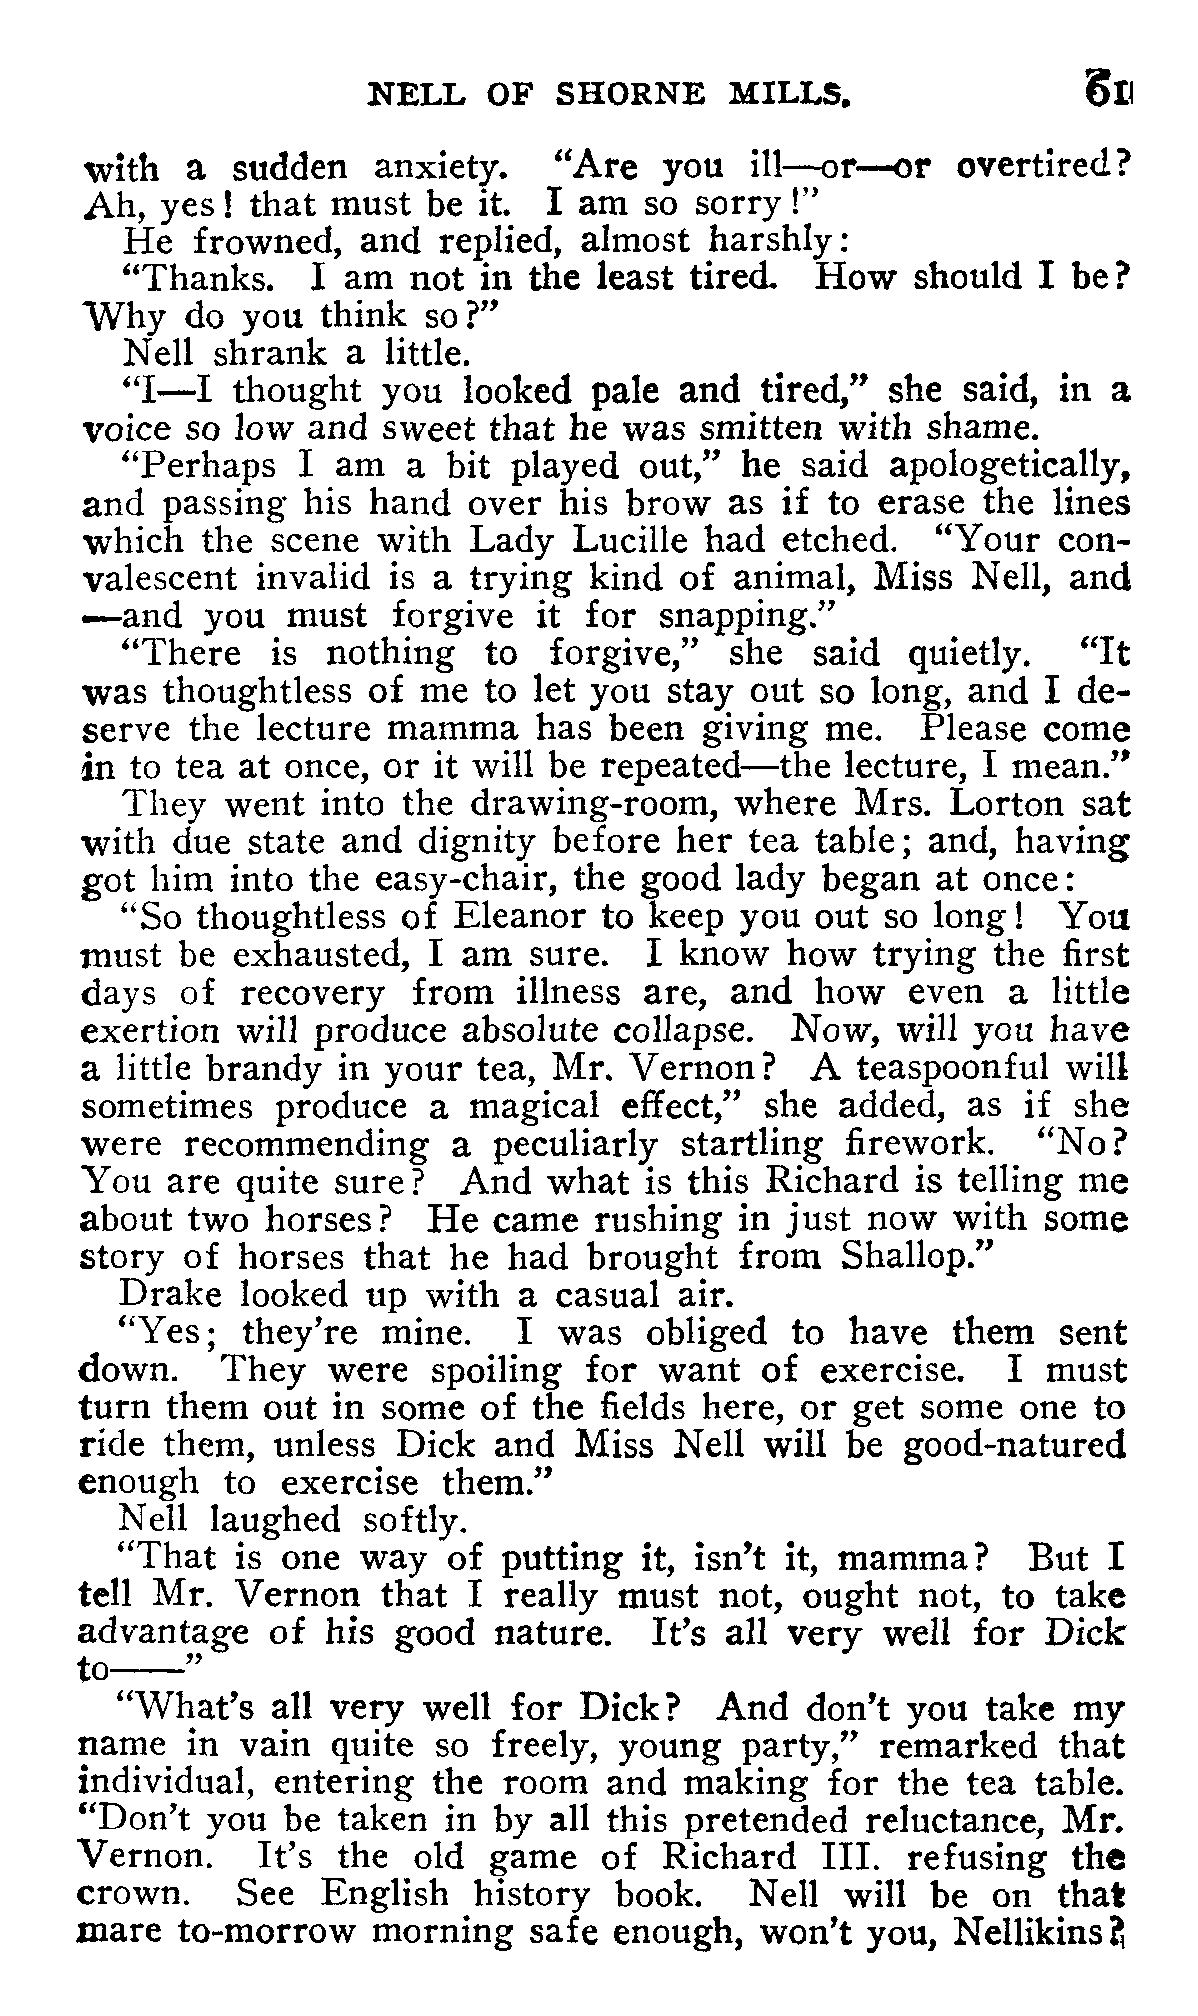 NELL OF SHORNE MILLS. 61
with a sudden anxiety. “Are you ill—or—or overtired?
Ah, yes! that must be it. I am so sorry!”
He frowned, and replied, almost harshly:
“Thanks. I am not in the least tired. How should I be?
Why do you think so?”
Nell shrank a little.
“I—I thought you looked pale and tired,” she said, in a
voice so low and sweet that he was smitten with shame.
“Perhaps I am a bit played out,” he said apologetically,
and passing his hand over his brow as if to erase the lines
which the scene with Lady Lucille had etched. “Your con-
valescent invalid is a trying kind of animal, Miss Nell, and
—and you must forgive it for snapping.”
“There is nothing to forgive,” she said quietly. “It
was thoughtless of me to let you stay out so long, and I de-
serve the lecture mamma has been giving me. Please come
in to tea at once, or it will be repeated—the lecture, I mean.”
They went into the drawing-room, where Mrs. Lorton sat
with due state and dignity before her tea table; and, having
got him into the easy-chair, the good lady began at once:
“So thoughtless of Eleanor to keep you out so long! You
must be exhausted, I am sure. I know how trying the first
days of recovery from illness are, and how even a little
exertion will produce absolute collapse. Now, will you have
a little brandy in your tea, Mr. Vernon? A teaspoonful will
sometimes produce a magical effect,” she added, as if she
were recommending a peculiarly startling firework. “No?
You are quite sure? And what is this Richard is telling me
about two horses? He came rushing in just now with some
story of horses that he had brought from Shallop.”
Drake looked up with a casual air.
“Yes; they’re mine. I was obliged to have them sent
down. They were spoiling for want of exercise. I must
turn them out in some of the fields here, or get some one to
ride them, unless Dick and Miss Nell will be good-natured
enough to exercise them.”
Nell laughed softly.
“That is one way of putting it, isn’t it, mamma? But I
tell Mr. Vernon that I really must not, ought not, to take
advantage of his good nature. It’s all very well for Dick
to——”
“What’s all very well for Dick? And don’t you take my
name in vain quite so freely, young party,” remarked that
individual, entering the room and making for the tea table.
“Don’t you be taken in by all this pretended reluctance, Mr.
Vernon. It’s the old game of Richard III. refusing the
crown. See English history book. Nell will be on that
mare to-morrow morning safe enough, won’t you, Nellikins?